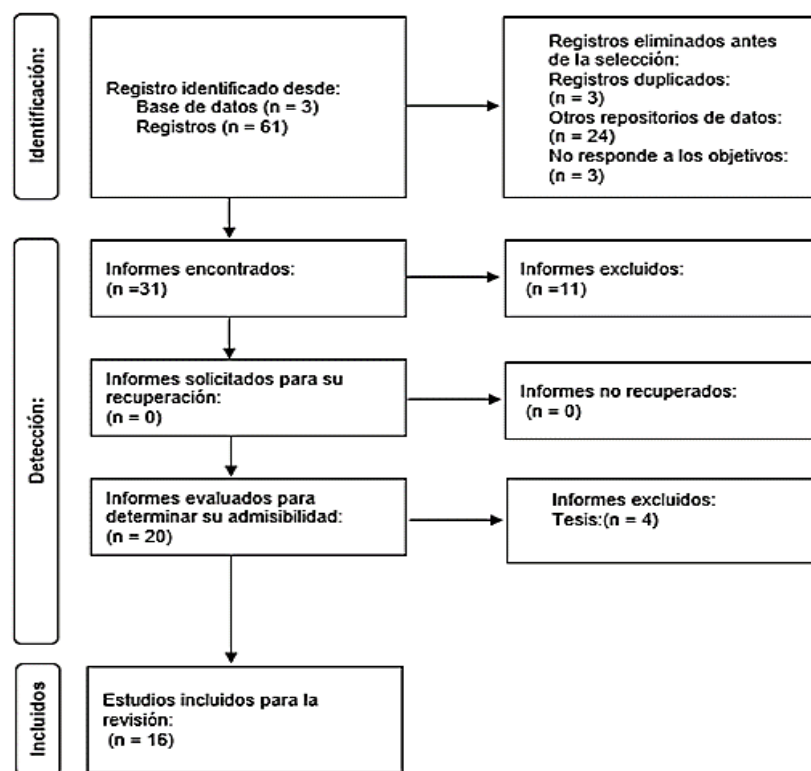 Identificación:
Registro identificado desde:
Base de datos (n = 3)
Registros (n = 61)
Registros eliminados antes
de la selección:
Registros duplicados:
(n = 3)
Otros repositorios de datos:
(n = 24)
No responde a los objetivos:
(n = 3)
Detección:
Informes encontrados:
(n =31)
Informes excluidos:
(n =11)
Informes solicitados para su
recuperación:
(n = 0)
Informes no recuperados:
(n = 0)
Informes evaluados para
determinar su admisibilidad:
(n = 20)
Informes excluidos:
Tesis:(n = 4)
Incluidos
Estudios incluidos para la
revisión:
(n = 16)